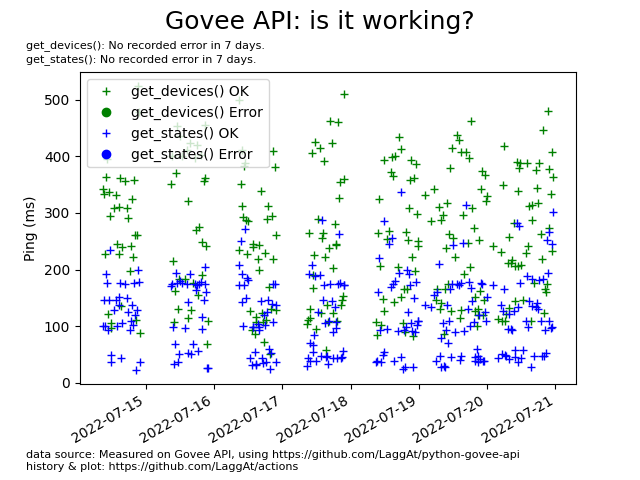 Govee API: is it working?
get_devices(): No recorded error in 7 days.
get_states(): No recorded error in 7 days.
get_devices() OK
get_devices() Error
get_states() OK
get_states() Error
Ping (ms)
500
400
300
200
100
0
2022-07-15
2022-07-16
2022-07-17
2022-07-18
2022-07-19
2022-07-20
2022-07-21
data source: Measured on Govee API, using https://github.com/LaggAt/python-govee-api
history & plot: https://github.com/LaggAt/actions